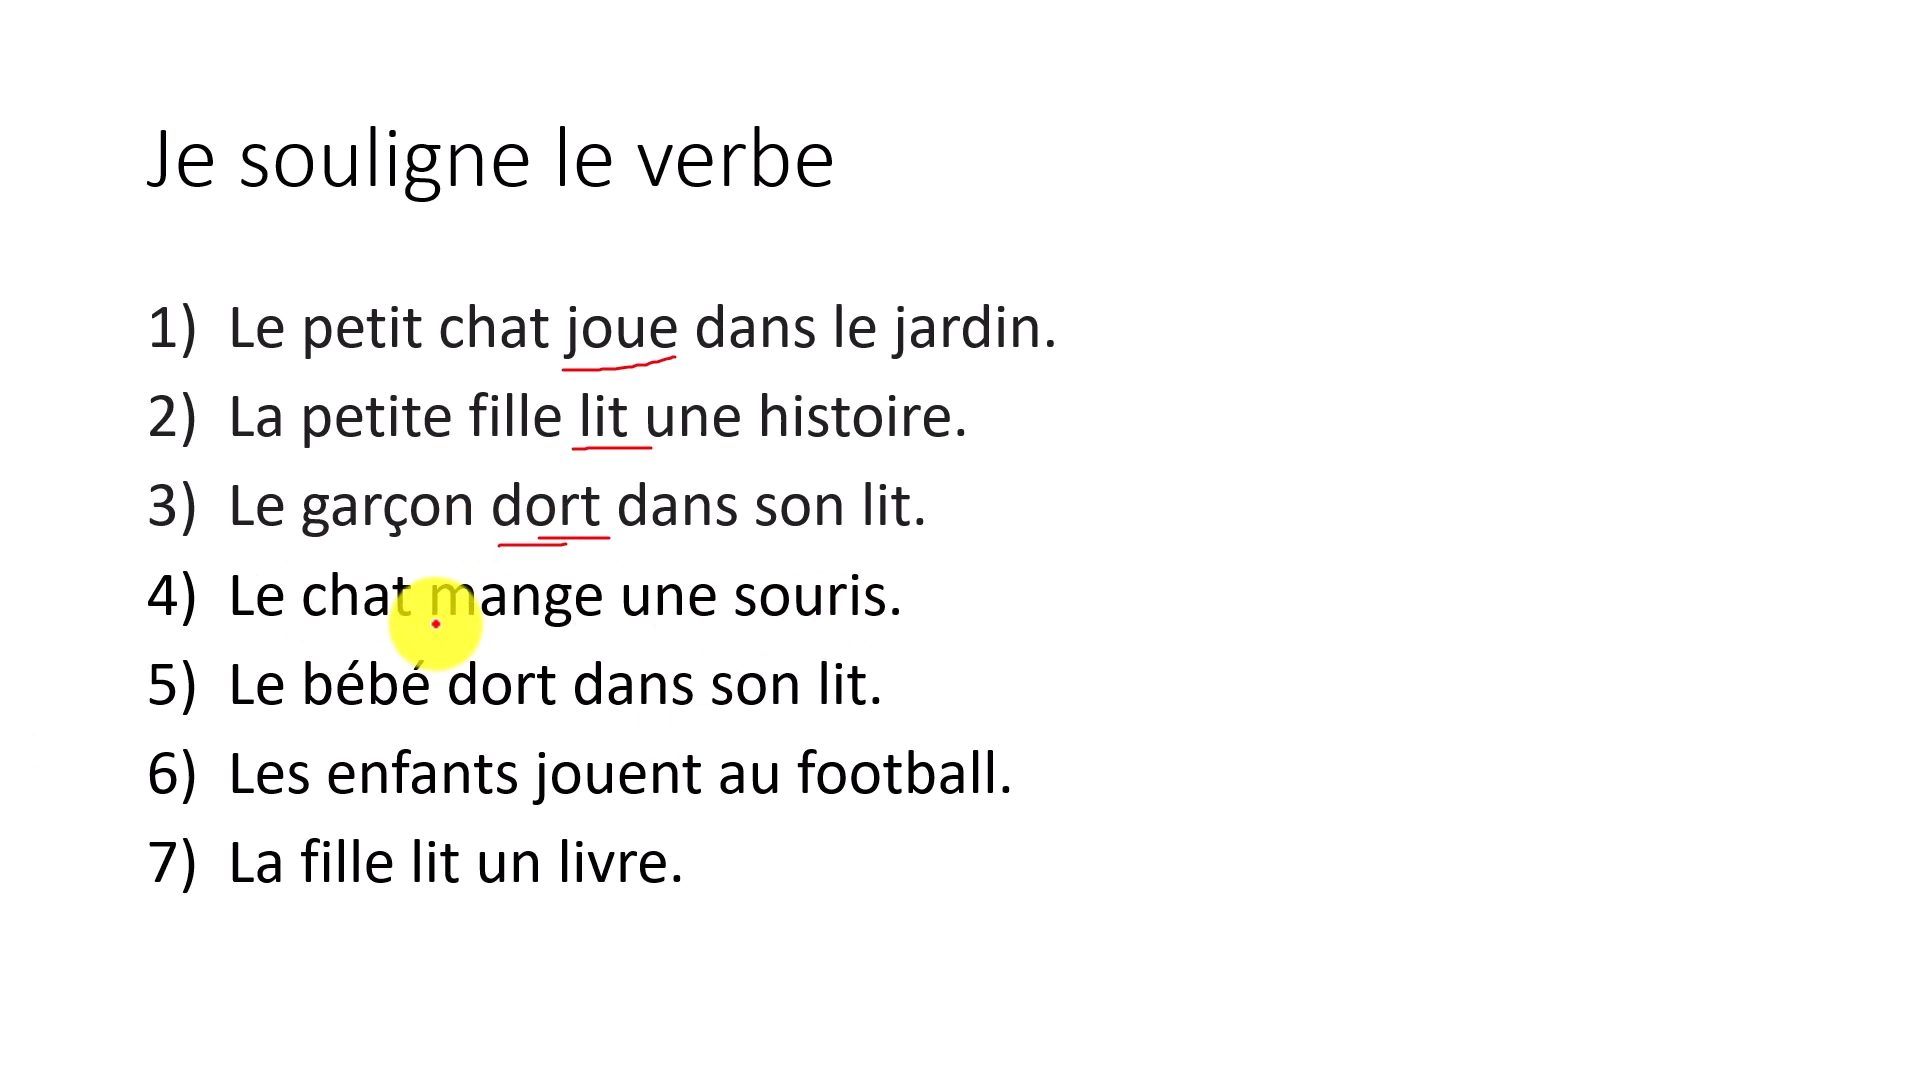 Je souligne le verbe
1) Le petit chat joue dans le jardin.
2) La petite fille lit une histoire.
3) Le garçon dort dans son lit.
4) Le chat mange une souris.
5) Le bébé dort dans son lit.
6) Les enfants jouent au football.
7) La fille lit un livre.